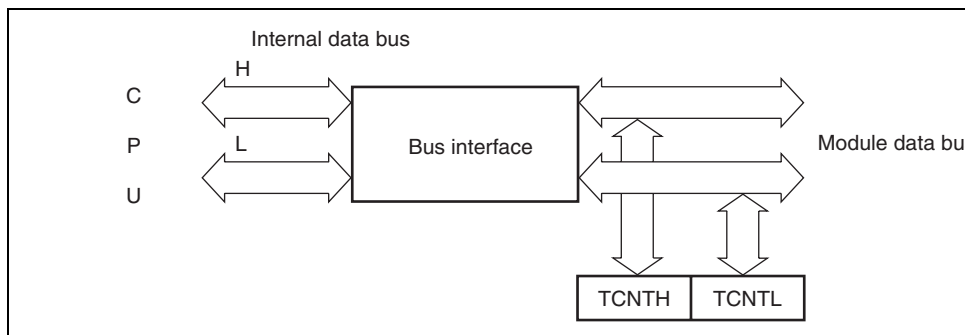 Internal data bus
H
C
P
U
L
Bus interface
Module data bu
TCNTH
TCNTL